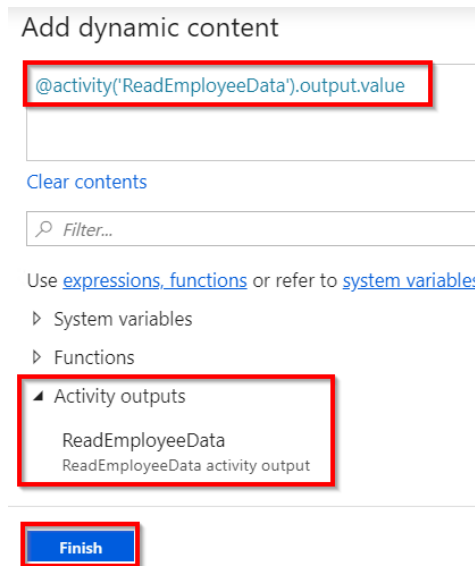 Add dynamic content
@activity('ReadEmployeeData').output.value
Clear contents
Filter...
Use expressions, functions or refer to system variables
System variables
Functions
Activity outputs
ReadEmployeeData
ReadEmployeeData activity output
Finish